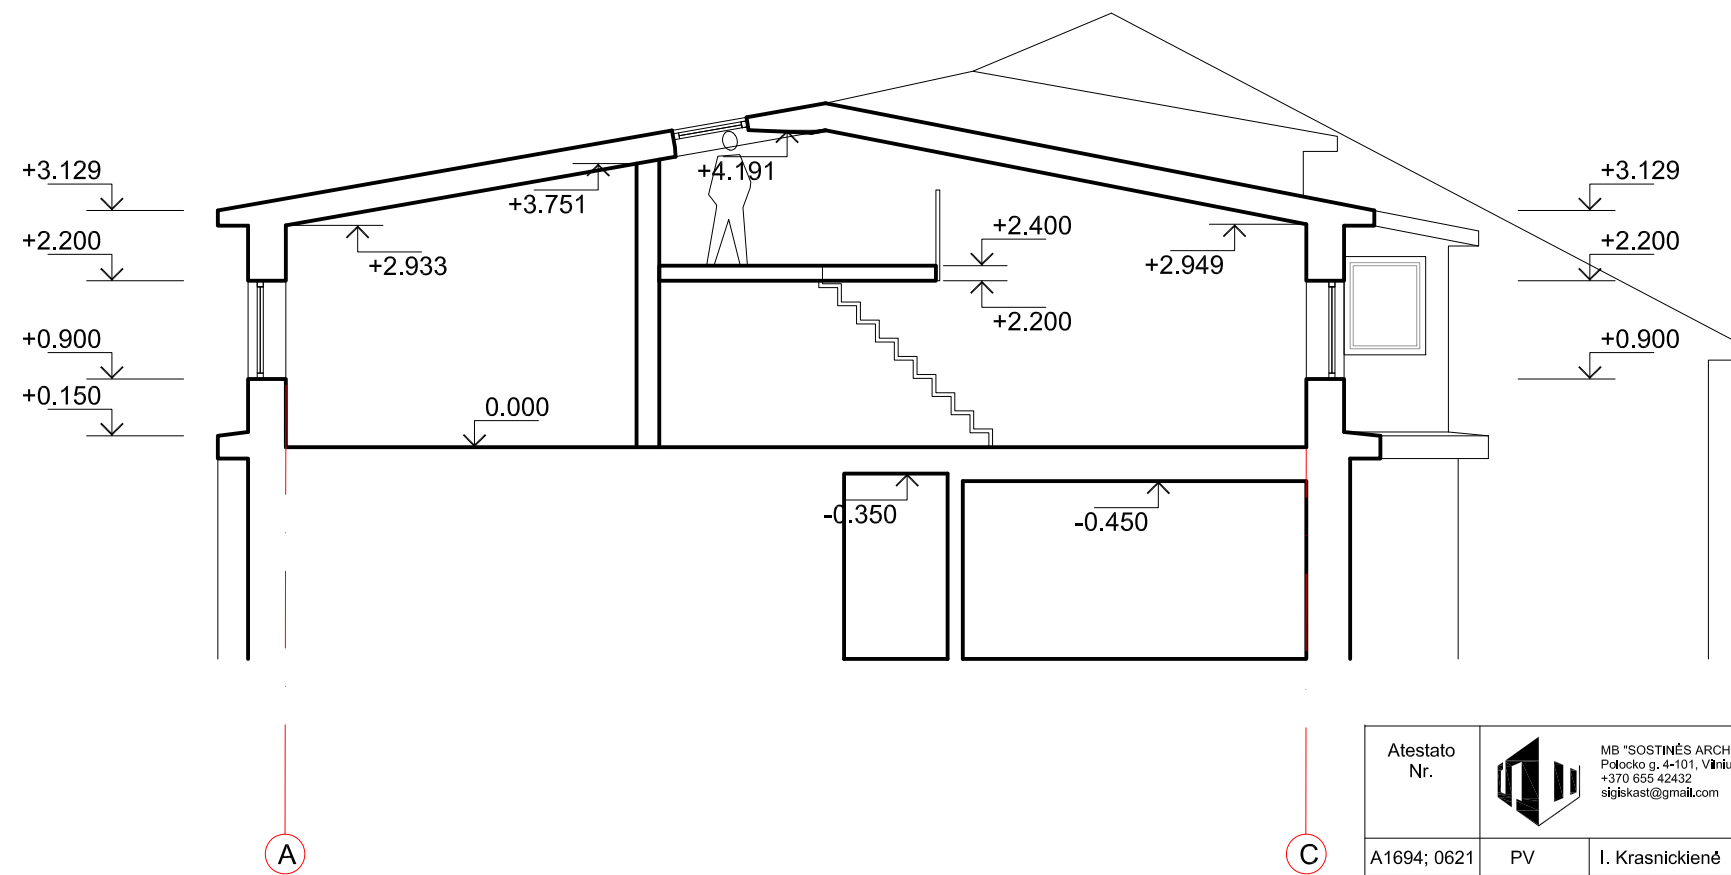 +3.129
+2.200
+0.900
+0.150
+2.933
+3.751
+4.191
0.000
+2.400
+2.200
+2.949
-0.350
-0.450
+3.129
+2.200
+0.900
A
C
Atestato
Nr.
MB "SOSTINĖS ARCH
Polocko g. 4-101, Vilniu
+370 655 42432
sigiskast@gmail.com
A1694; 0621
PV
I. Krasnickienė